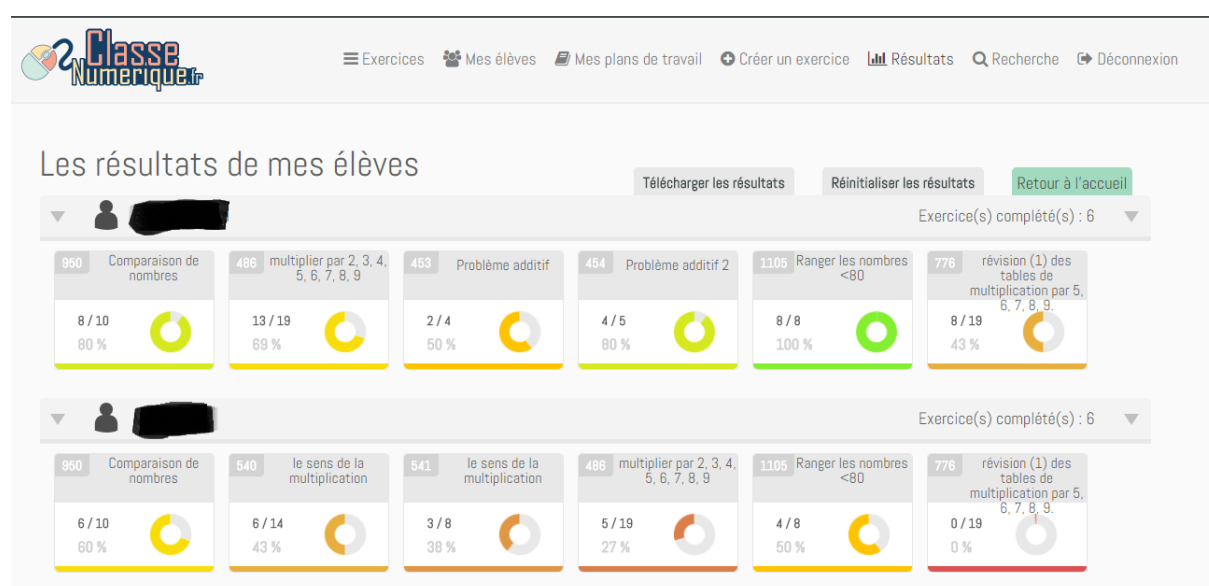 Classe
Numerique.fr
Exercices Mes élèves Mes plans de travail Créer un exercice Résultats Recherche Déconnexion
Les résultats de mes élèves
Télécharger les résultats Réinitialiser les résultats Retour à l'accueil
Exercice(s) complété(s) : 6
950 Comparaison de
nombres
8 / 10
80 %
486 multiplier par 2, 3, 4,
5, 6, 7, 8, 9
13 / 19
69 %
453 Problème additif
2 / 4
50 %
454 Problème additif 2
4 / 5
80 %
1105 Ranger les nombres
<80
8 / 8
100 %
776 révision (1) des
tables de
multiplication par 5,
6, 7, 8, 9.
8 / 19
43 %
Exercice(s) complété(s) : 6
950 Comparaison de
nombres
6 / 10
60 %
540 le sens de la
multiplication
6 / 14
43 %
541 le sens de la
multiplication
3 / 8
38 %
486 multiplier par 2, 3, 4,
5, 6, 7, 8, 9
5 / 19
27 %
1105 Ranger les nombres
<80
4 / 8
50 %
776 révision (1) des
tables de
multiplication par 5,
6, 7, 8, 9.
0 / 19
0 %